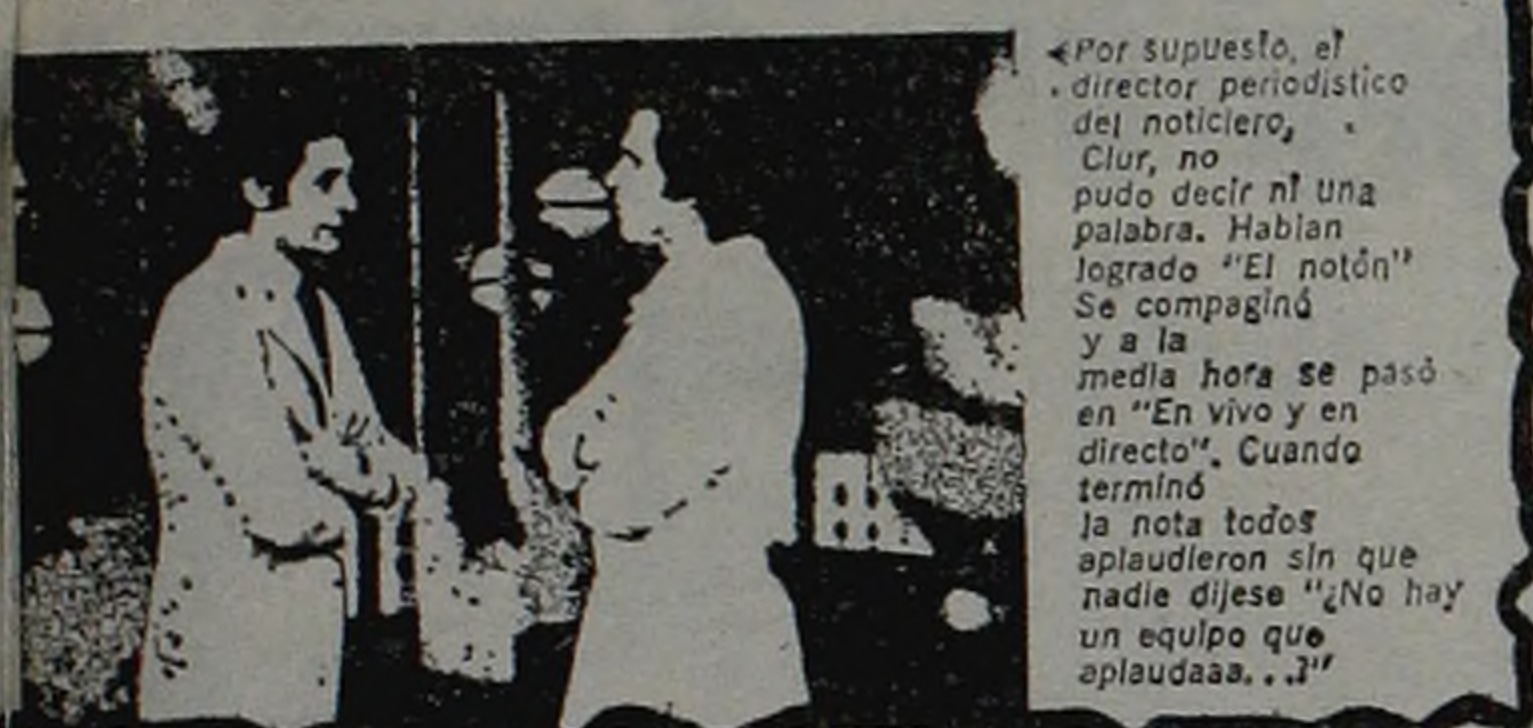 Por supuesto, el
director periodístico
del noticiero,
Clur, no
pudo decir ni una
palabra. Habían
logrado "El notón"
Se compaginó
y a la
media hora se pasó
en "En vivo y en
directo". Cuando
terminó
la nota todos
aplaudieron sin que
nadie dijese "¿No hay
un equipo que
aplaudaaa...?"